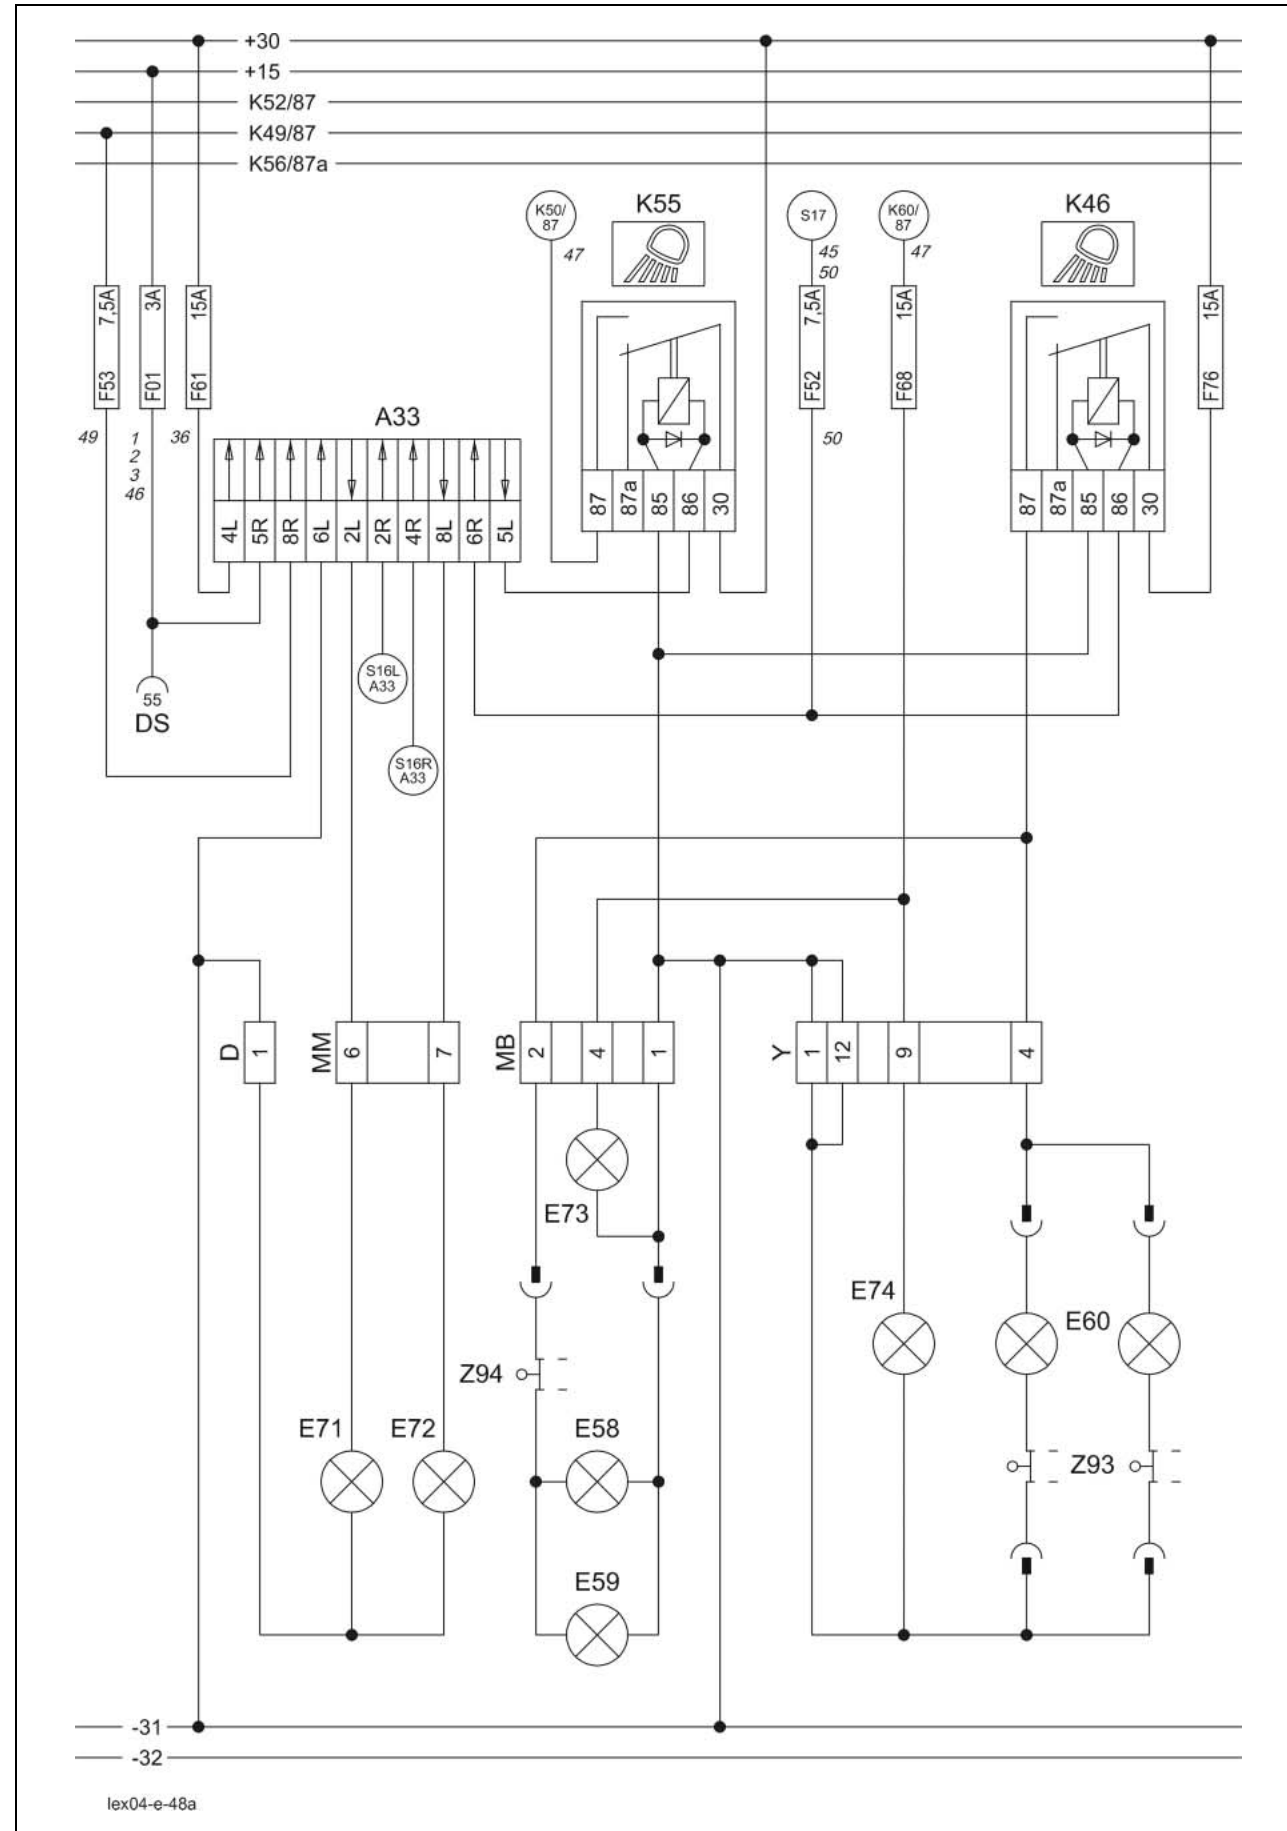 +30
+15
K52/87
K49/87
K56/87a
K55
K46
K50/
87
47
S17
45
50
K60/
87
47
7,5A
F53
3A
F01
15A
F61
7,5A
F52
15A
F68
15A
F76
49
1
2
3
46
36
50
A33
4L
5R
8R
6L
2L
2R
4R
8L
6R
5L
87
87a
85
86
30
87
87a
85
86
30
55
DS
S16L
A33
S16R
A33
D
1
MM
6
7
MB
2
4
1
Y
1
12
9
4
E73
E74
E60
Z94
E71
E72
E58
Z93
E59
-31
-32
lex04-e-48a